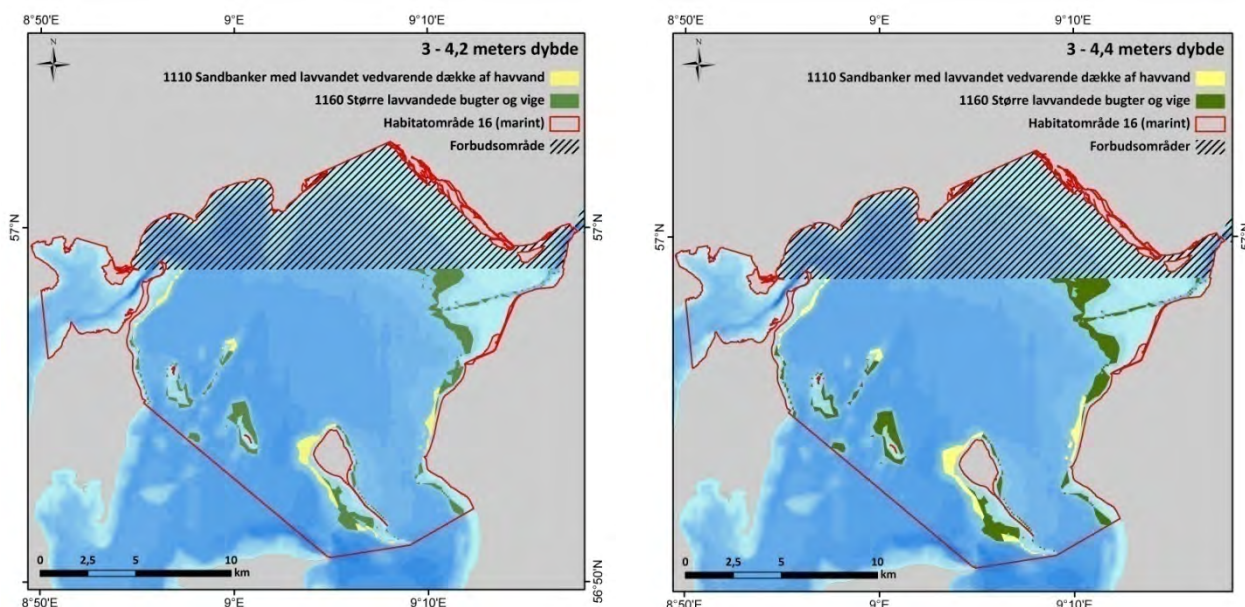 8°50'E 9°E 9°10'E
N
3 - 4,2 meters dybde
1110 Sandbanker med lavvandet vedvarende dække af havvand
1160 Større lavvandede bugter og vige
Habitatområde 16 (marint)
Forbudsområde
57°N 57°N
0 2,5 5 10
km
56°50'N
8°50'E 9°E 9°10'E
8°50'E 9°E 9°10'E
N
3 - 4,4 meters dybde
1110 Sandbanker med lavvandet vedvarende dække af havvand
1160 Større lavvandede bugter og vige
Habitatområde 16 (marint)
Forbudsområder
57°N 57°N
0 2,5 5 10
km
8°50'E 9°E 9°10'E